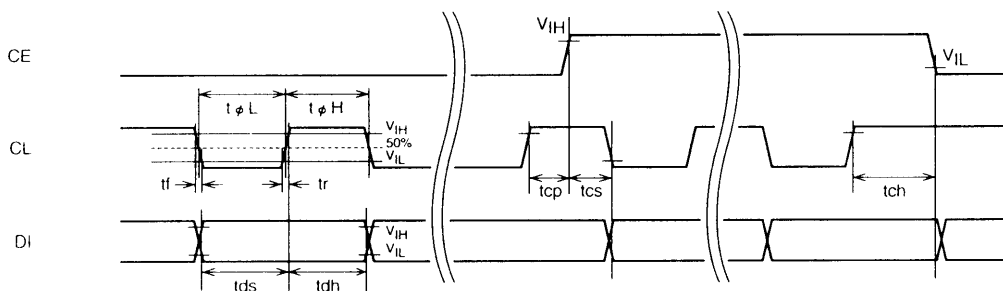 CE
VIH
VIL
tφL
tφH
CL
VIH
50%
VIL
tf
tr
tcp
tcs
tch
DI
VIH
VIL
tds
tdh